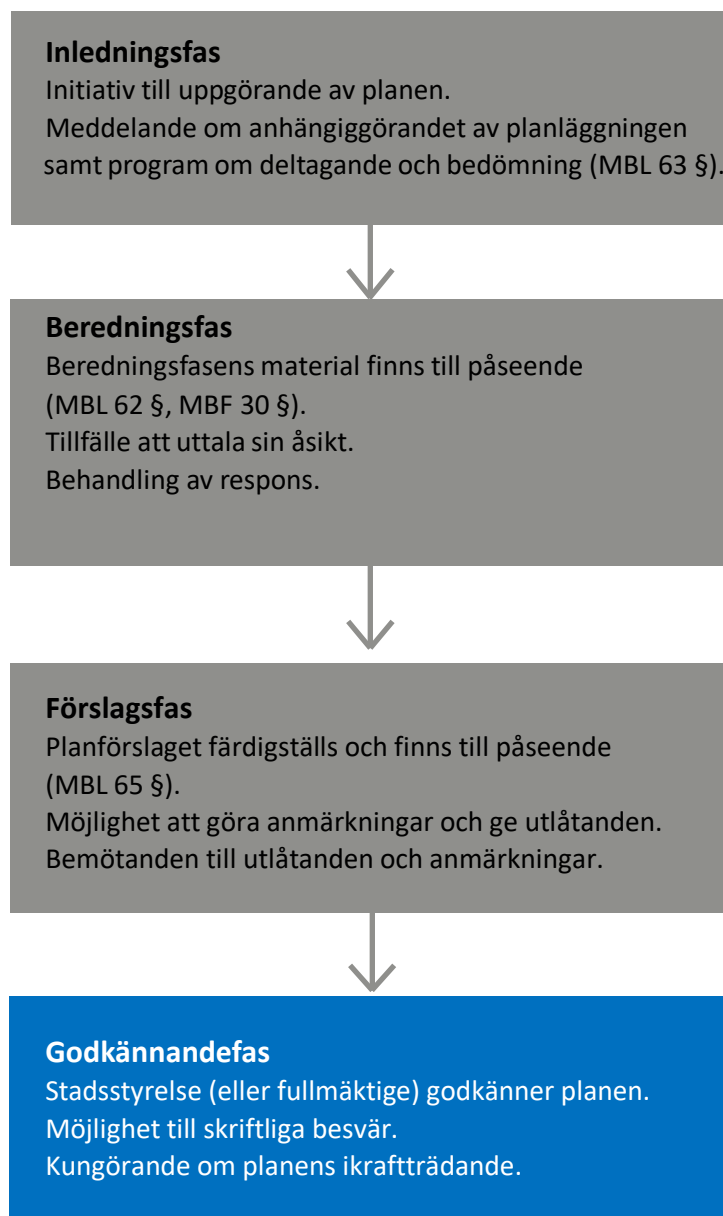 Inledningsfas
Initiativ till uppgörande av planen.
Meddelande om anhängiggörandet av planläggningen
samt program om deltagande och bedömning (MBL 63 §).
Beredningsfas
Beredningsfasens material finns till påseende
(MBL 62 §, MBF 30 §).
Tillfälle att uttala sin åsikt.
Behandling av respons.
Förslagsfas
Planförslaget färdigställs och finns till påseende
(MBL 65 §).
Möjlighet att göra anmärkningar och ge utlåtanden.
Bemötanden till utlåtanden och anmärkningar.
Godkännandefas
Stadsstyrelse (eller fullmäktige) godkänner planen.
Möjlighet till skriftliga besvär.
Kungörande om planens ikraftträdande.